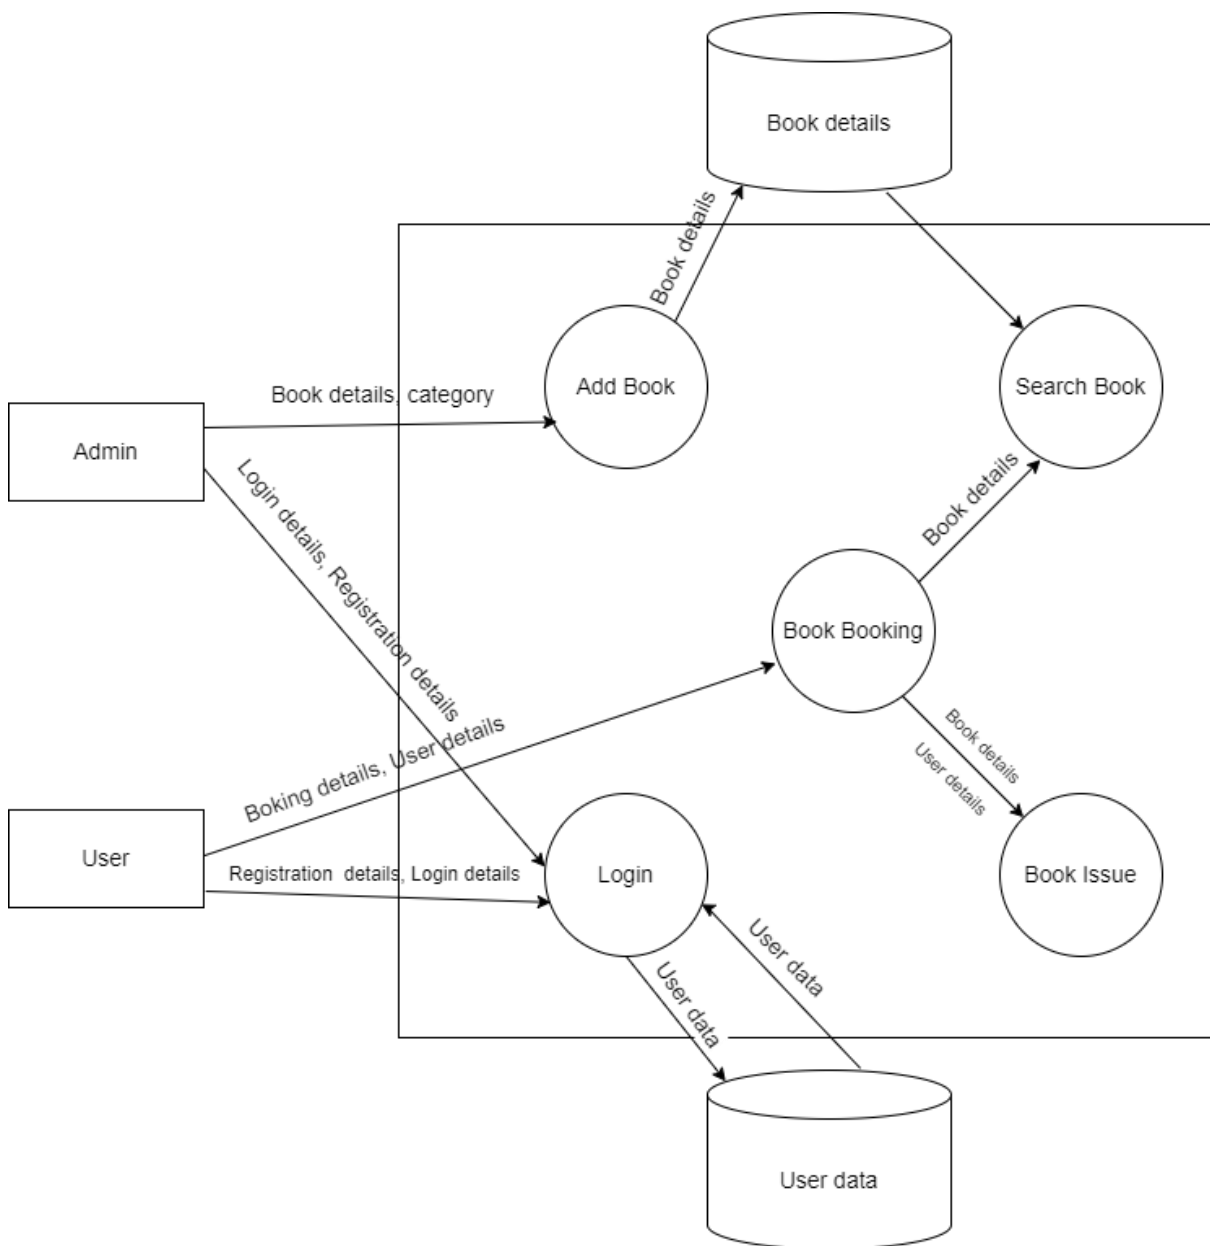 Book details
Book details
Add Book
Search Book
Book details, category
Admin
Login details, Registration details
Book details
Book Booking
Boking details, User details
Book details
User details
User
Registration  details, Login details
Login
Book Issue
User data
User data
User data